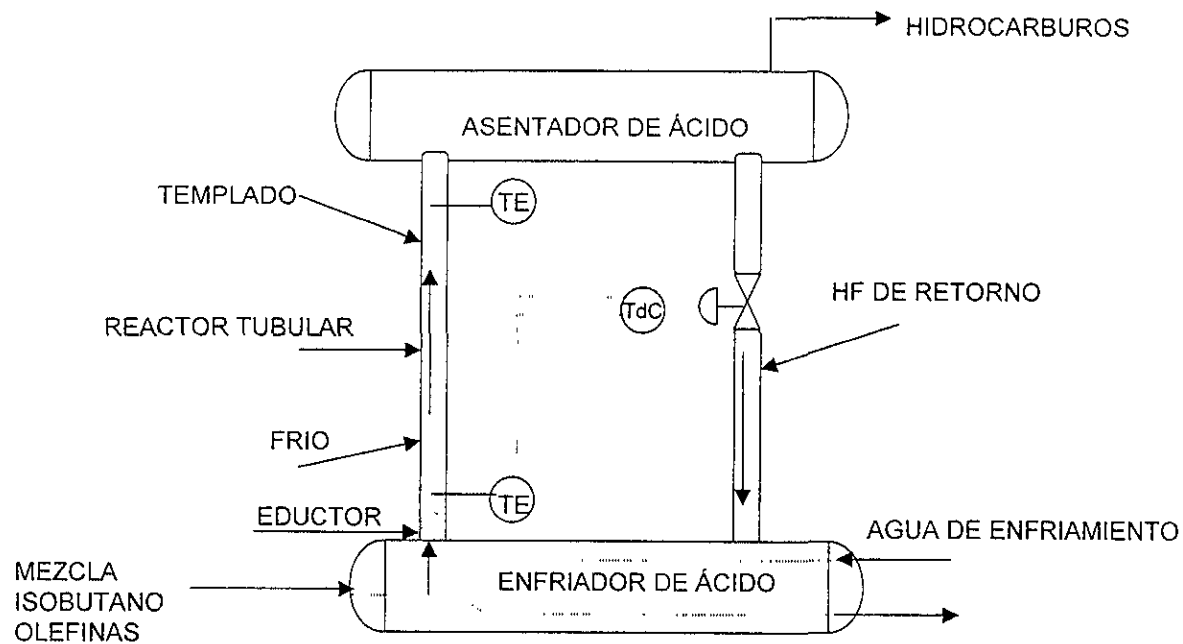 HIDROCARBUROS
ASENTADOR DE ÁCIDO
TEMPLADO
TE
TdC
HF DE RETORNO
REACTOR TUBULAR
FRIO
TE
EDUCTOR
AGUA DE ENFRIAMIENTO
MEZCLA
ISOBUTANO
OLEFINAS
ENFRIADOR DE ÁCIDO